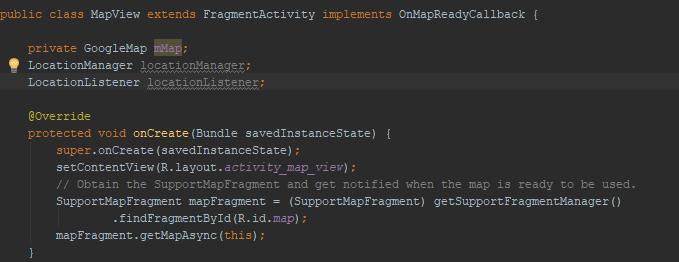 public class MapView extends FragmentActivity implements OnMapReadyCallback {
private GoogleMap mMap;
LocationManager locationManager;
LocationListener locationListener;
@Override
protected void onCreate(Bundle savedInstanceState) {
super.onCreate(savedInstanceState);
setContentView(R.layout.activity_map_view);
// Obtain the SupportMapFragment and get notified when the map is ready to be used.
SupportMapFragment mapFragment = (SupportMapFragment) getSupportFragmentManager()
.findFragmentById(R.id.map);
mapFragment.getMapAsync(this);
}